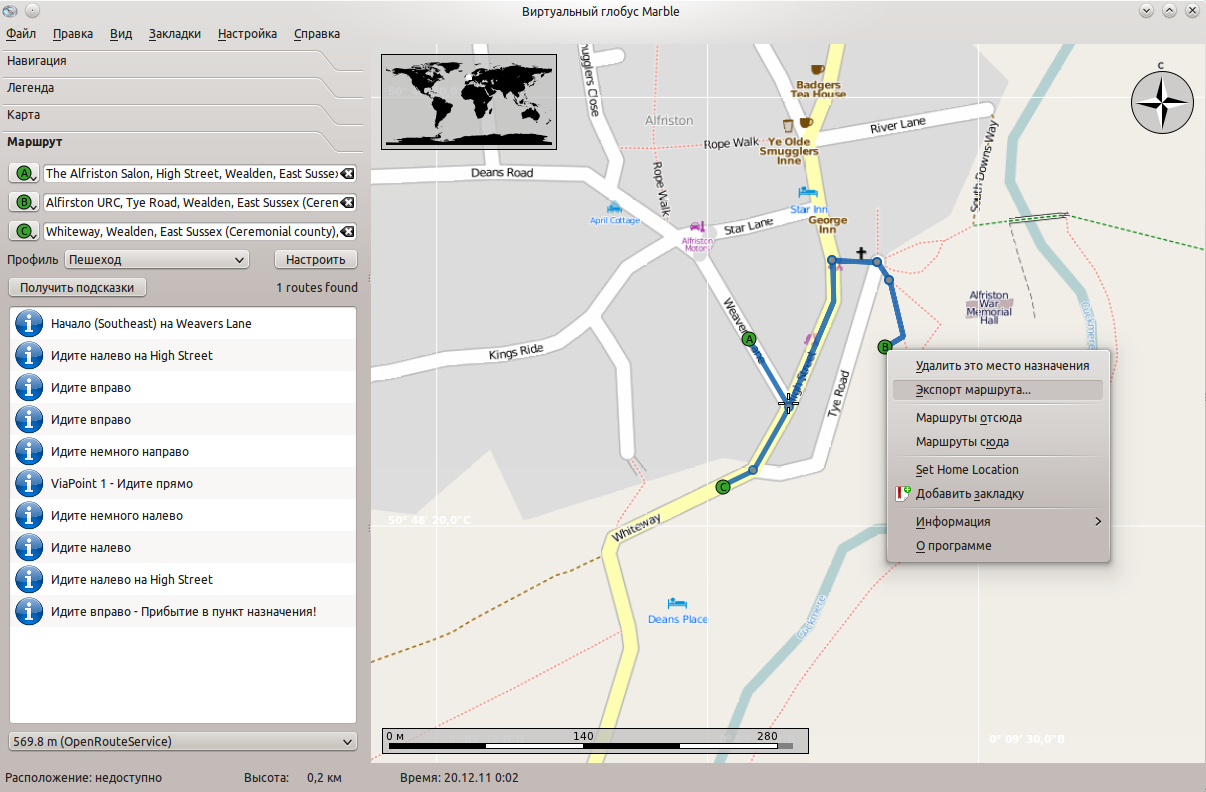 Виртуальный глобус Marble
Файл Правка Вид Закладки Настройка Справка
Навигация
Легенда
Карта
Маршрут
A The Alfriston Salon, High Street, Wealden, East Susse
B Alfirston URC, Tye Road, Wealden, East Sussex (Ceren
C Whiteway, Wealden, East Sussex (Ceremonial county),
Профиль Пешеход Настроить
Получить подсказки 1 routes found
Начало (Southeast) на Weavers Lane
Идите налево на High Street
Идите вправо
Идите вправо
Идите немного направо
ViaPoint 1 - Идите прямо
Идите немного налево
Идите налево
Идите налево на High Street
Идите вправо - Прибытие в пункт назначения!
569.8 m (OpenRouteService)
Расположение: недоступно Высота: 0,2 км Время: 20.12.11 0:02
С
Badgers
Tea House
Alfriston
River Lane
Rope Walk
Ye Olde
Smugglers
Inne
South-Downs-Way
Deans Road
Rope Walk
Star Inn
April Cottage
George
Inn
Star Lane
Alfriston
Motors
Alfriston
War
Memorial
Hall
Cuckmere
A
Kings Ride
B
Tye Road
C
50° 48' 20,0"С
Whiteway
Deans Place
Cuckmere
0° 09' 30,0"В
0 м 140 280
Удалить это место назначения
Экспорт маршрута...
Маршруты отсюда
Маршруты сюда
Set Home Location
Добавить закладку
Информация
О программе